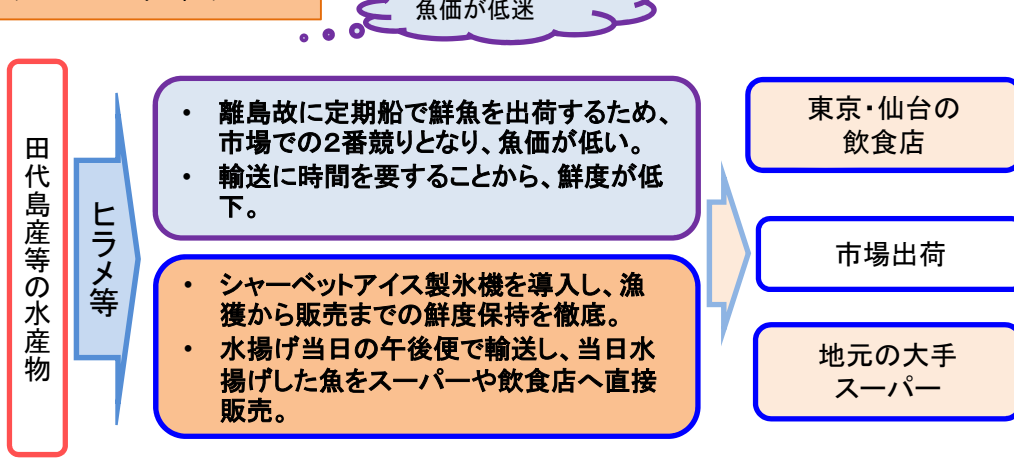 魚価が低迷
田代島産等の水産物
ヒラメ等
• 離島故に定期船で鮮魚を出荷するため、
市場での2番競りとなり、魚価が低い。
• 輸送に時間を要することから、鮮度が低
下。
• シャーベットアイス製氷機を導入し、漁
獲から販売までの鮮度保持を徹底。
• 水揚げ当日の午後便で輸送し、当日水
揚げした魚をスーパーや飲食店へ直接
販売。
東京・仙台の
飲食店
市場出荷
地元の大手
スーパー